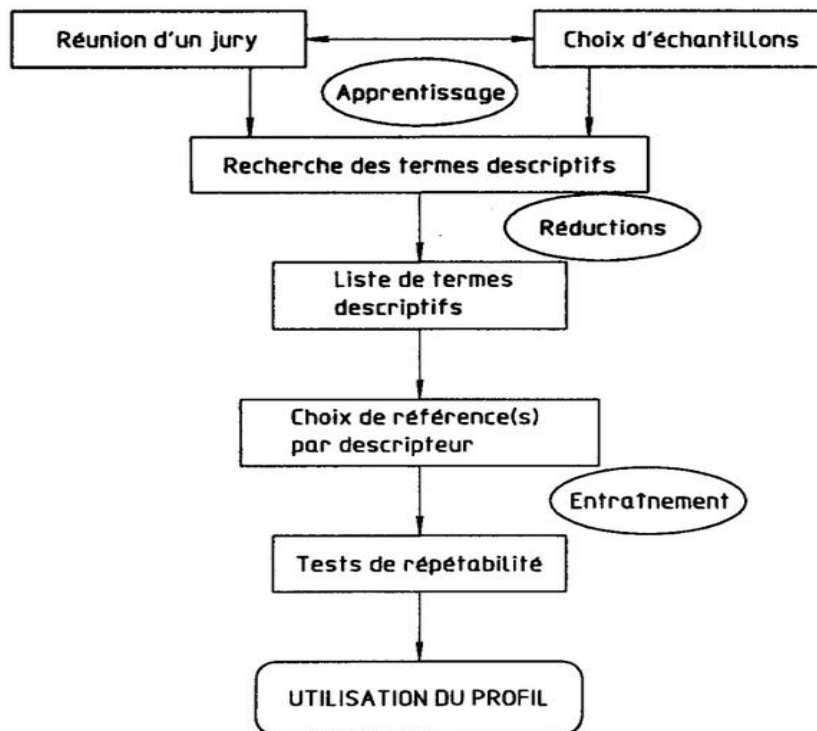 Réunion d'un jury
Choix d'échantillons
Apprentissage
Recherche des termes descriptifs
Réductions
Liste de termes
descriptifs
Choix de référence(s)
par descripteur
Entraînement
Tests de répétabilité
UTILISATION DU PROFIL